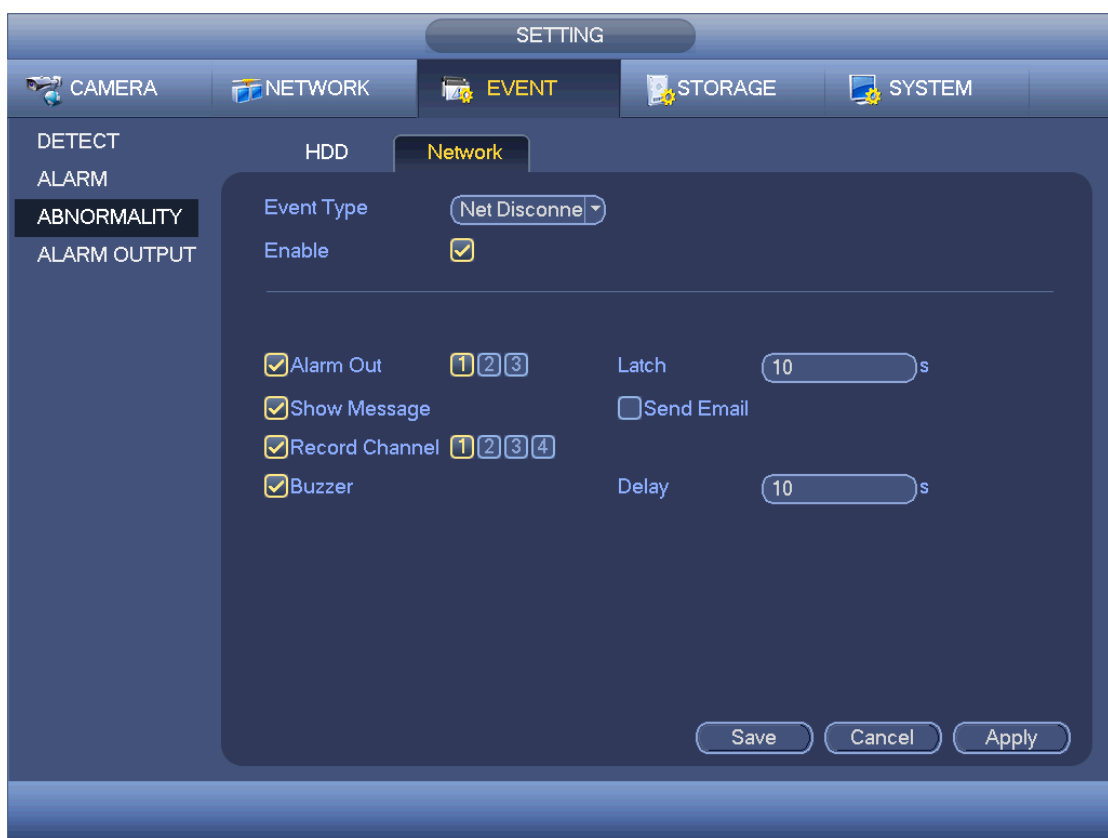 SETTING
CAMERA NETWORK EVENT STORAGE SYSTEM
DETECT
ALARM
ABNORMALITY
ALARM OUTPUT
HDD Network
Event Type Net Disconne
Enable
Alarm Out 1 2 3 Latch 10 s
Show Message Send Email
Record Channel 1 2 3 4
Buzzer Delay 10 s
Save Cancel Apply